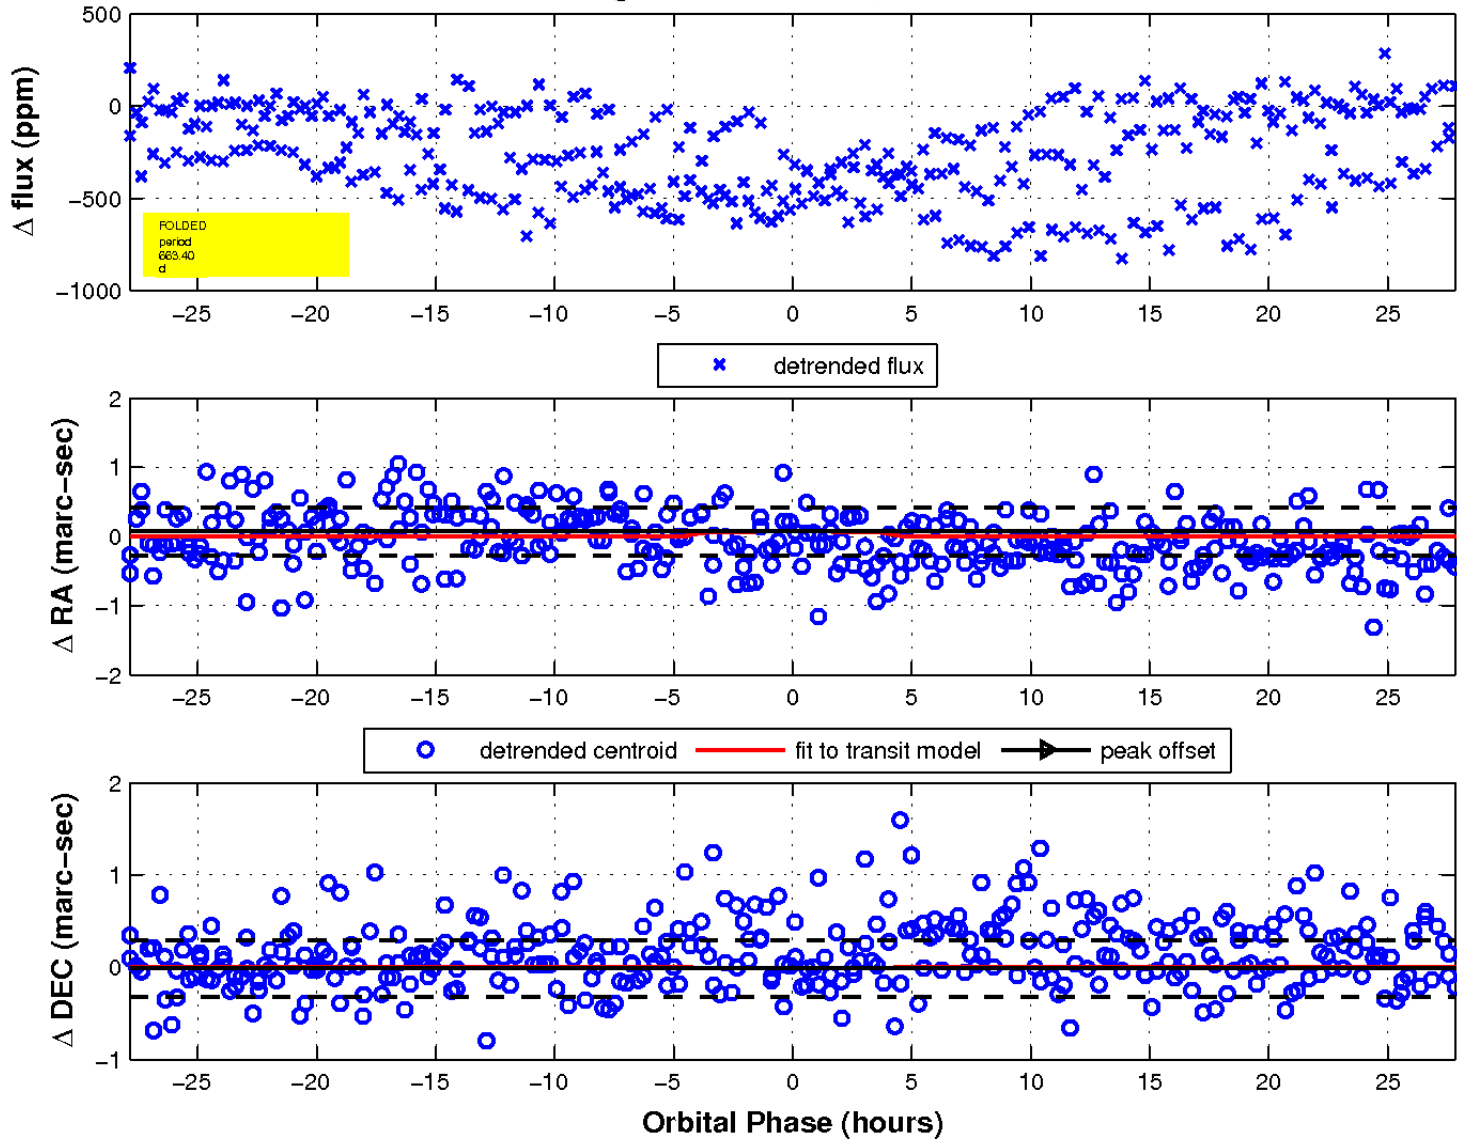 500
0
−500
−1000
Δ flux (ppm)
FOLDED
period
663.40
d
−25 −20 −15 −10 −5 0 5 10 15 20 25
detrended flux
2
1
0
−1
−2
Δ RA (marc−sec)
−25 −20 −15 −10 −5 0 5 10 15 20 25
detrended centroid fit to transit model peak offset
2
1
0
−1
Δ DEC (marc−sec)
−25 −20 −15 −10 −5 0 5 10 15 20 25
Orbital Phase (hours)